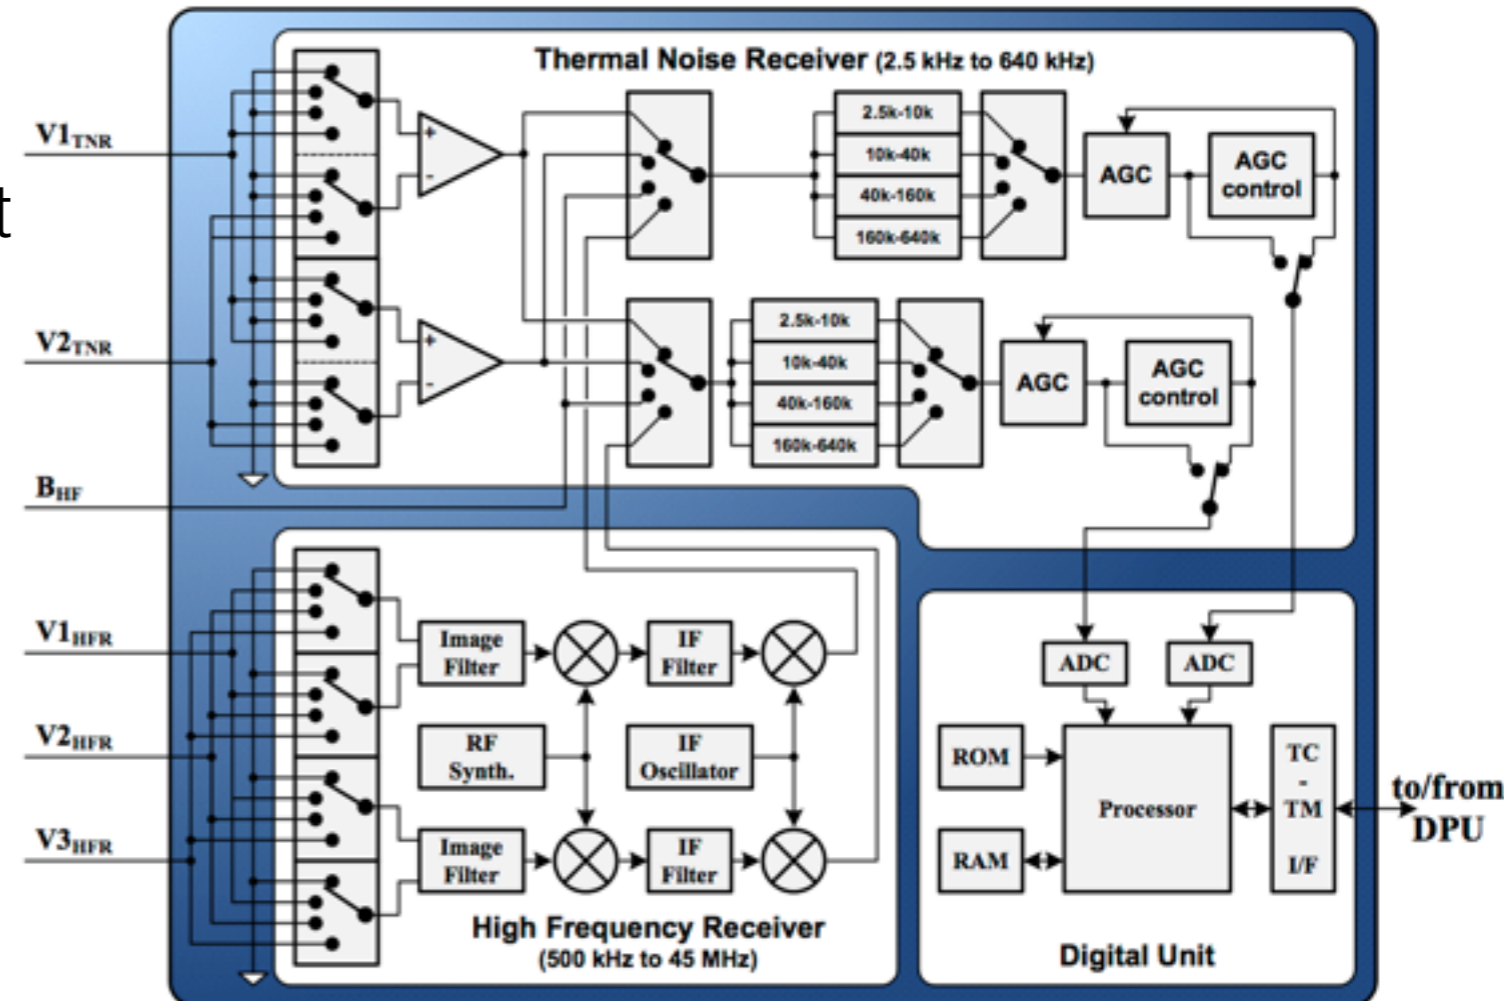 Thermal Noise Receiver (2.5 kHz to 640 kHz)
V1TNR
t
+
-
2.5k-10k
10k-40k
40k-160k
160k-640k
AGC
AGC
control
V2TNR
+
-
2.5k-10k
10k-40k
40k-160k
160k-640k
AGC
AGC
control
BHF
V1HFR
V2HFR
V3HFR
Image
Filter
IF
Filter
RF
Synth.
IF
Oscillator
Image
Filter
IF
Filter
High Frequency Receiver
(500 kHz to 45 MHz)
ADC
ADC
ROM
RAM
Processor
TC
-
TM
I/F
to/from
DPU
Digital Unit